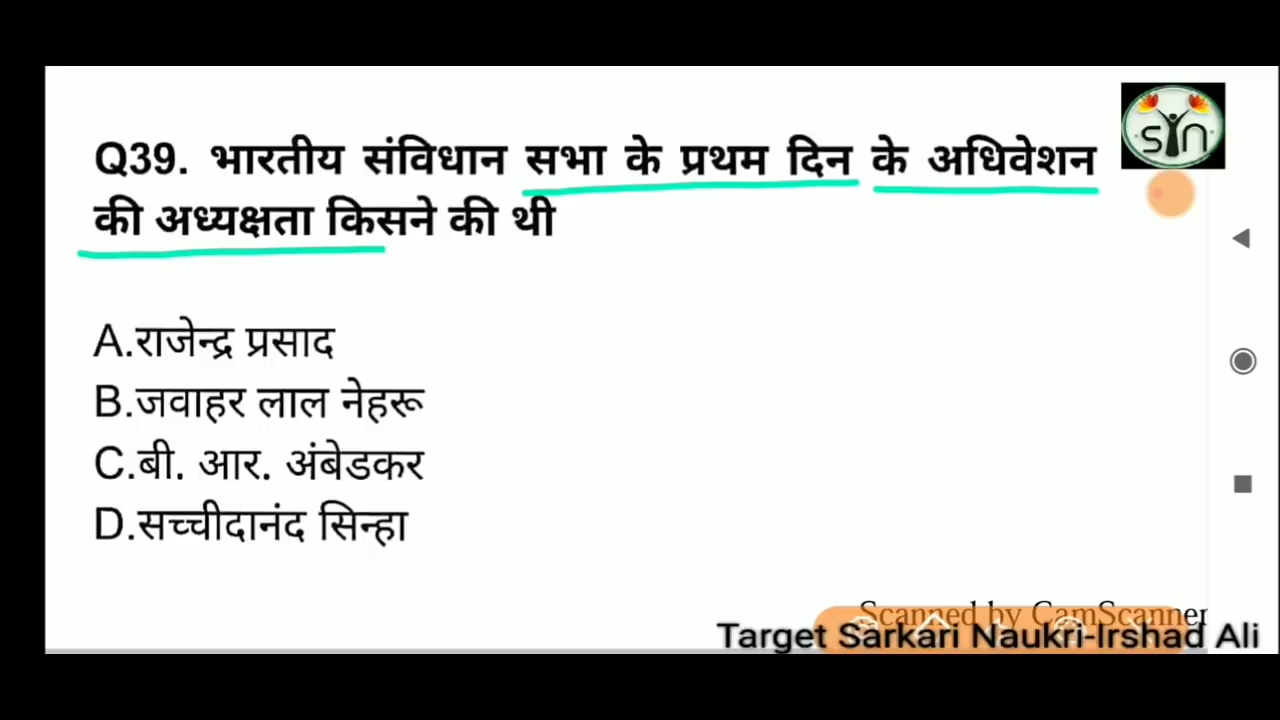 Q39. भारतीय संविधान सभा के प्रथम दिन के अधिवेशन
की अध्यक्षता किसने की थी
A.राजेन्द्र प्रसाद
B.जवाहर लाल नेहरू
C.बी. आर. अंबेडकर
D.सच्चीदानंद सिन्हा
SYN
Scanned by CamScanner
Target Sarkari Naukri-Irshad Ali